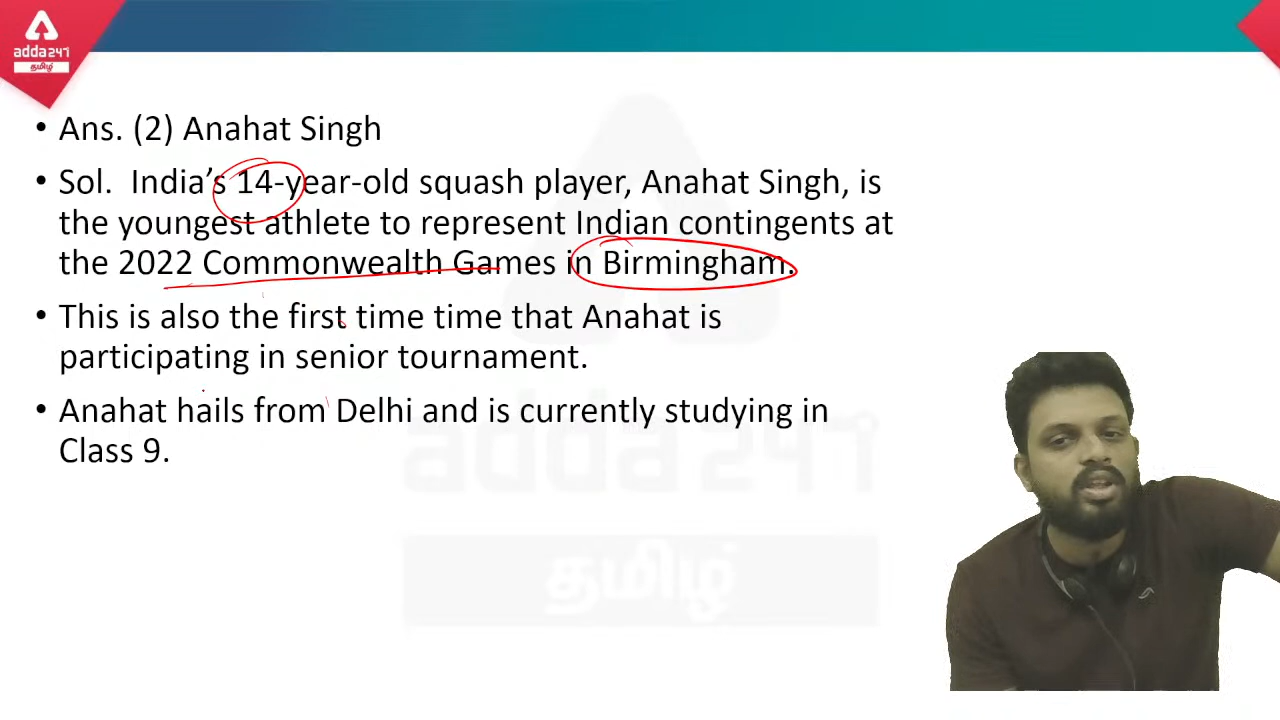 adda247
தமிழ்
• Ans. (2) Anahat Singh
• Sol. India’s 14-year-old squash player, Anahat Singh, is
the youngest athlete to represent Indian contingents at
the 2022 Commonwealth Games in Birmingham.
• This is also the first time time that Anahat is
participating in senior tournament.
• Anahat hails from Delhi and is currently studying in
Class 9.
adda247
தமிழ்